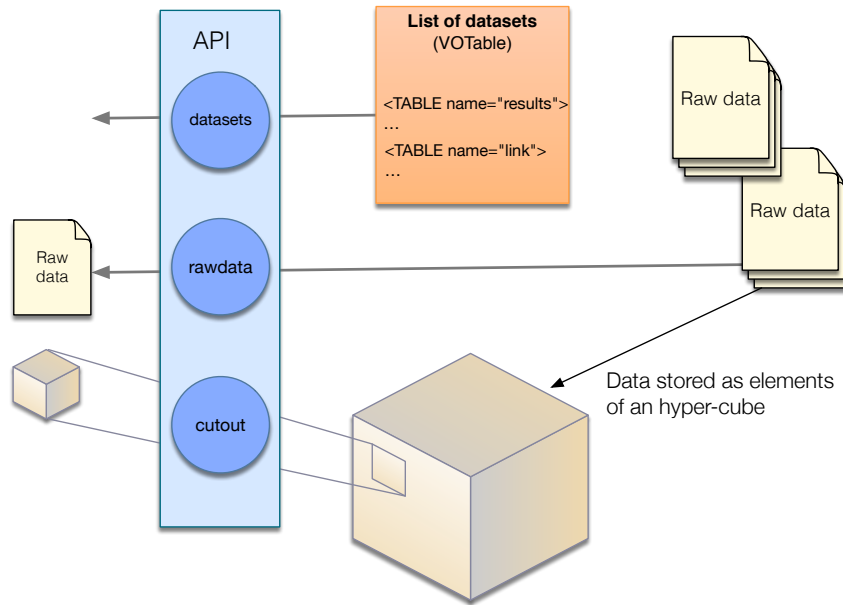 API
List of datasets
(VOTable)
<TABLE name="results">
...
<TABLE name="link">
...
datasets
Raw data
Raw data
Raw
data
rawdata
Data stored as elements
of an hyper-cube
cutout